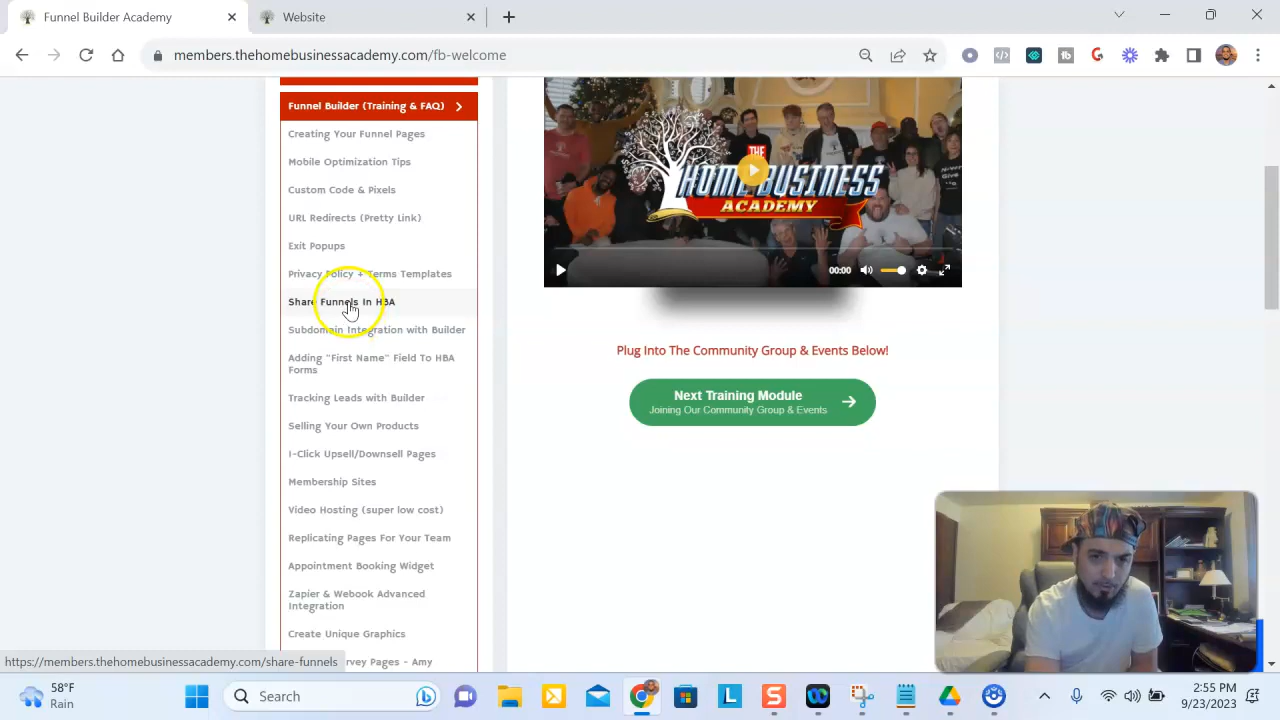 Funnel Builder Academy
Website
members.thehomebusinessacademy.com/fb-welcome
Funnel Builder (Training & FAQ)
Creating Your Funnel Pages
Mobile Optimization Tips
Custom Code & Pixels
URL Redirects (Pretty Link)
Exit Popups
Privacy Policy + Terms Templates
Share Funnels In HBA
Subdomain Integration with Builder
Adding "First Name" Field To HBA
Forms
Tracking Leads with Builder
Selling Your Own Products
1-Click Upsell/Downsell Pages
Membership Sites
Video Hosting (super low cost)
Replicating Pages For Your Team
Appointment Booking Widget
Zapier & Webook Advanced
Integration
Create Unique Graphics
rvey Pages - Amy
THE
HOME BUSINESS
ACADEMY
00:00
Plug Into The Community Group & Events Below!
Next Training Module
Joining Our Community Group & Events
https://members.thehomebusinessacademy.com/share-funnels
58°F
Rain
Search
2:55 PM
9/23/2023